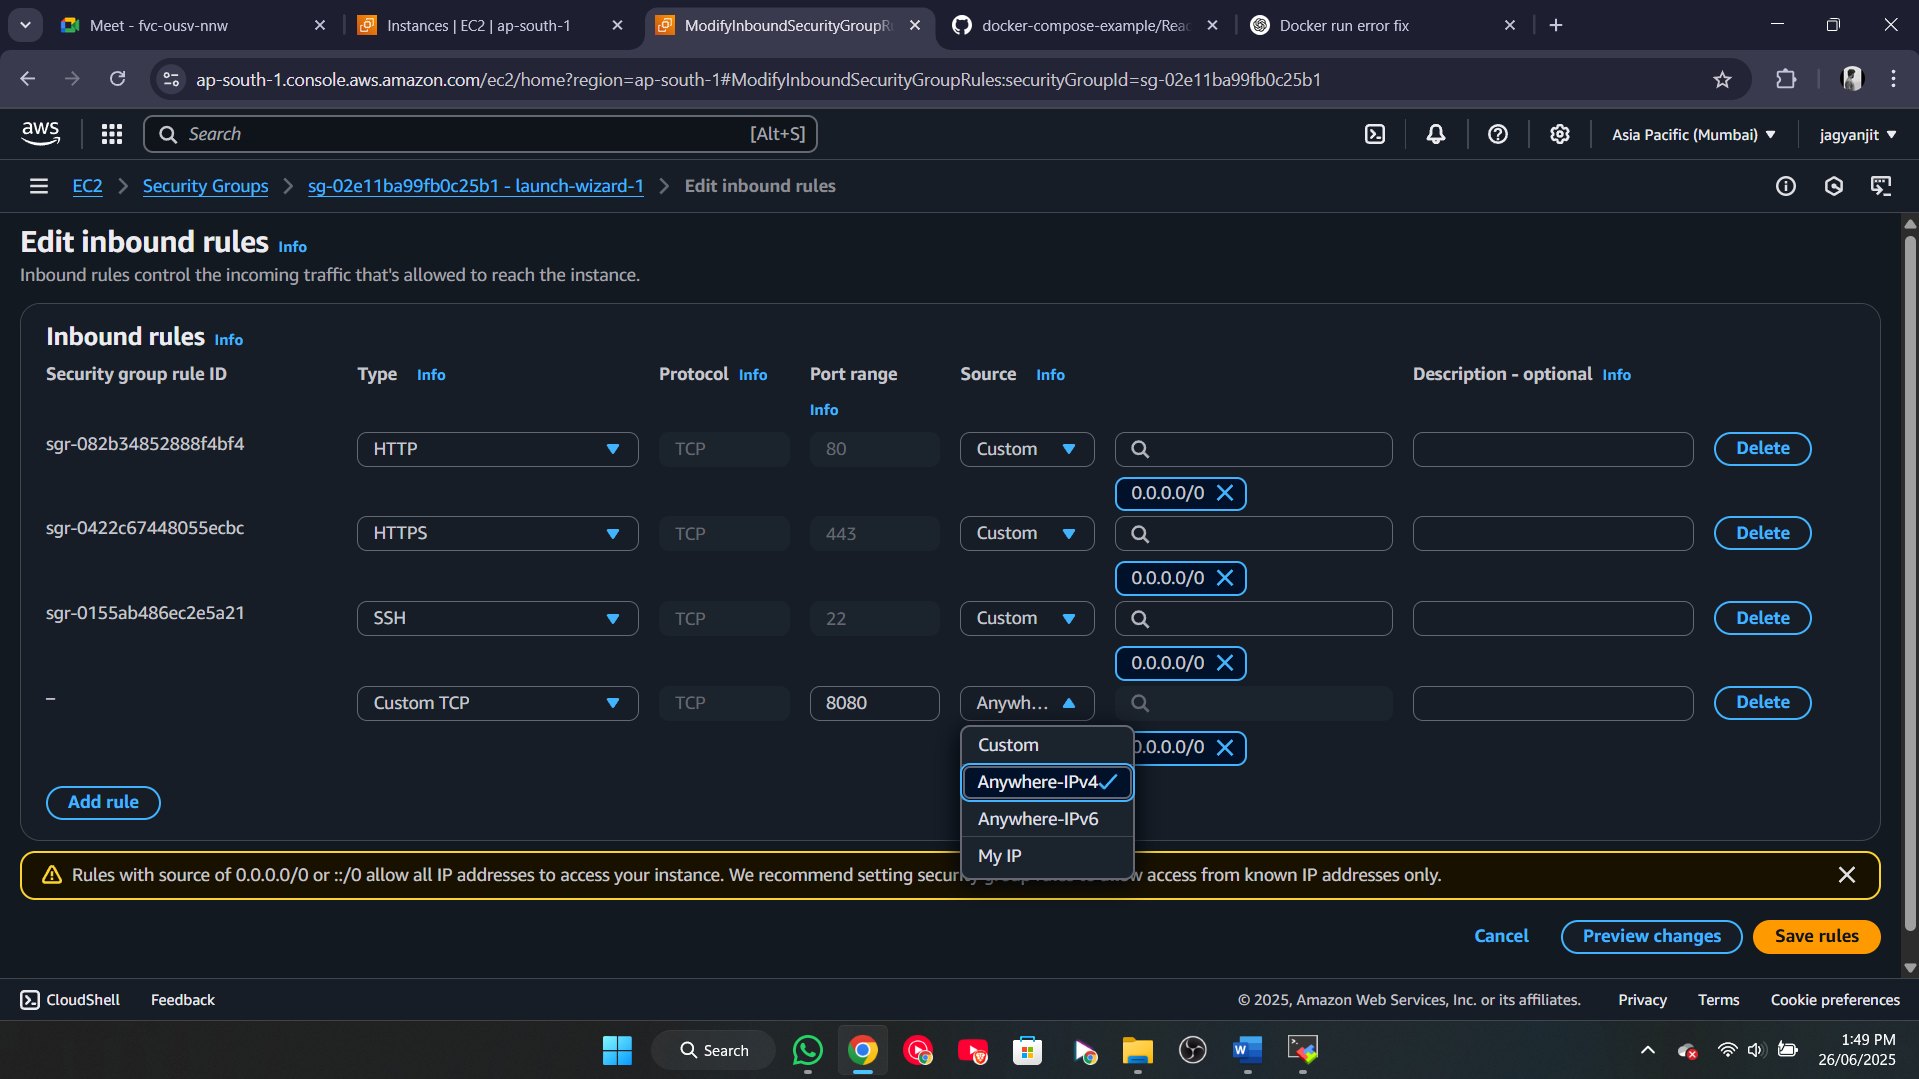 Meet - fvc-ousv-nnw
Instances | EC2 | ap-south-1
ModifyInboundSecurityGroupRu
docker-compose-example/Reac
Docker run error fix
ap-south-1.console.aws.amazon.com/ec2/home?region=ap-south-1#ModifyInboundSecurityGroupRules:securityGroupId=sg-02e11ba99fb0c25b1
aws
Search [Alt+S]
Asia Pacific (Mumbai)
jagyanjit
EC2 > Security Groups > sg-02e11ba99fb0c25b1 - launch-wizard-1 > Edit inbound rules
Edit inbound rules Info
Inbound rules control the incoming traffic that's allowed to reach the instance.
Inbound rules Info
Security group rule ID Type Info Protocol Info Port range Source Info Description - optional Info
Info
sgr-082b34852888f4bf4 HTTP TCP 80 Custom Delete
0.0.0.0/0
sgr-0422c67448055ecbc HTTPS TCP 443 Custom Delete
0.0.0.0/0
sgr-0155ab486ec2e5a21 SSH TCP 22 Custom Delete
0.0.0.0/0
– Custom TCP TCP 8080 Anywh... Delete
Custom
0.0.0.0/0
Anywhere-IPv4
Anywhere-IPv6
My IP
Add rule
Rules with source of 0.0.0.0/0 or ::/0 allow all IP addresses to access your instance. We recommend setting security access from known IP addresses only.
Cancel Preview changes Save rules
CloudShell Feedback © 2025, Amazon Web Services, Inc. or its affiliates. Privacy Terms Cookie preferences
Search
1:49 PM
26/06/2025